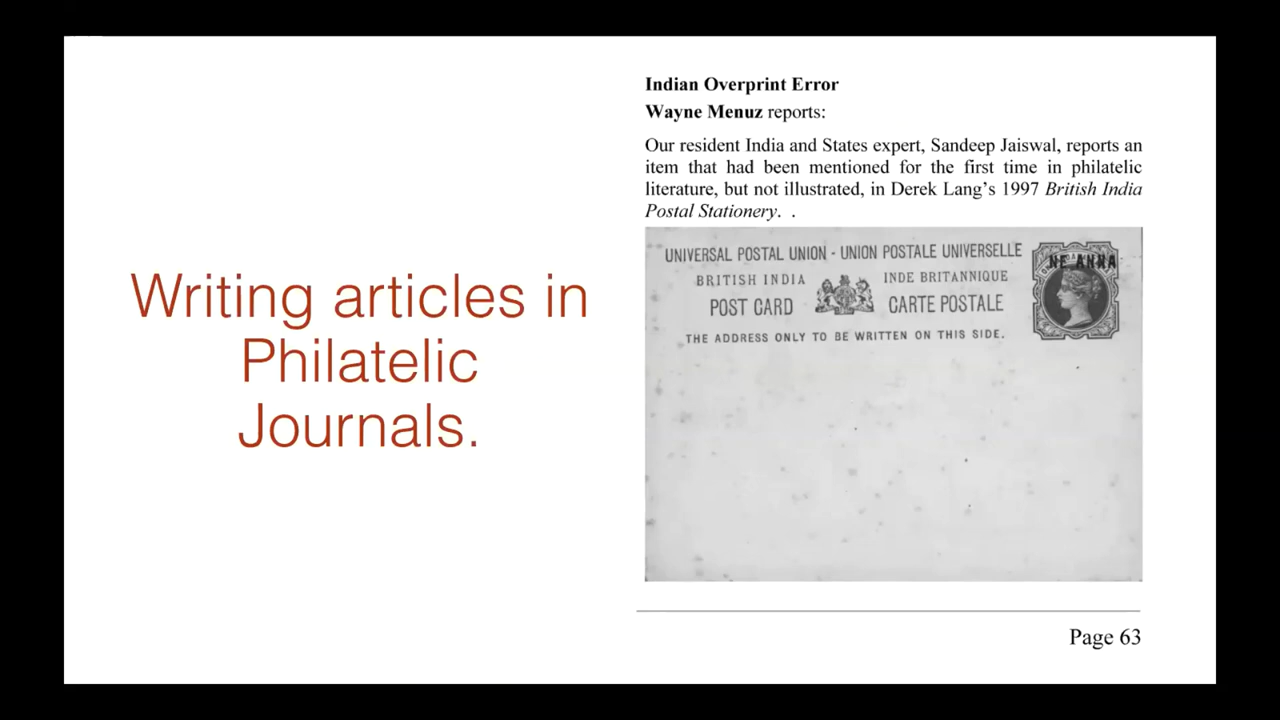 Writing articles in
Philatelic
Journals.
Indian Overprint Error
Wayne Menuz reports:
Our resident India and States expert, Sandeep Jaiswal, reports an
item that had been mentioned for the first time in philatelic
literature, but not illustrated, in Derek Lang’s 1997 British India
Postal Stationery. .
UNIVERSAL POSTAL UNION - UNION POSTALE UNIVERSELLE
BRITISH INDIA
INDE BRITANNIQUE
POST CARD
CARTE POSTALE
THE ADDRESS ONLY TO BE WRITTEN ON THIS SIDE.
NE ANNA
Page 63